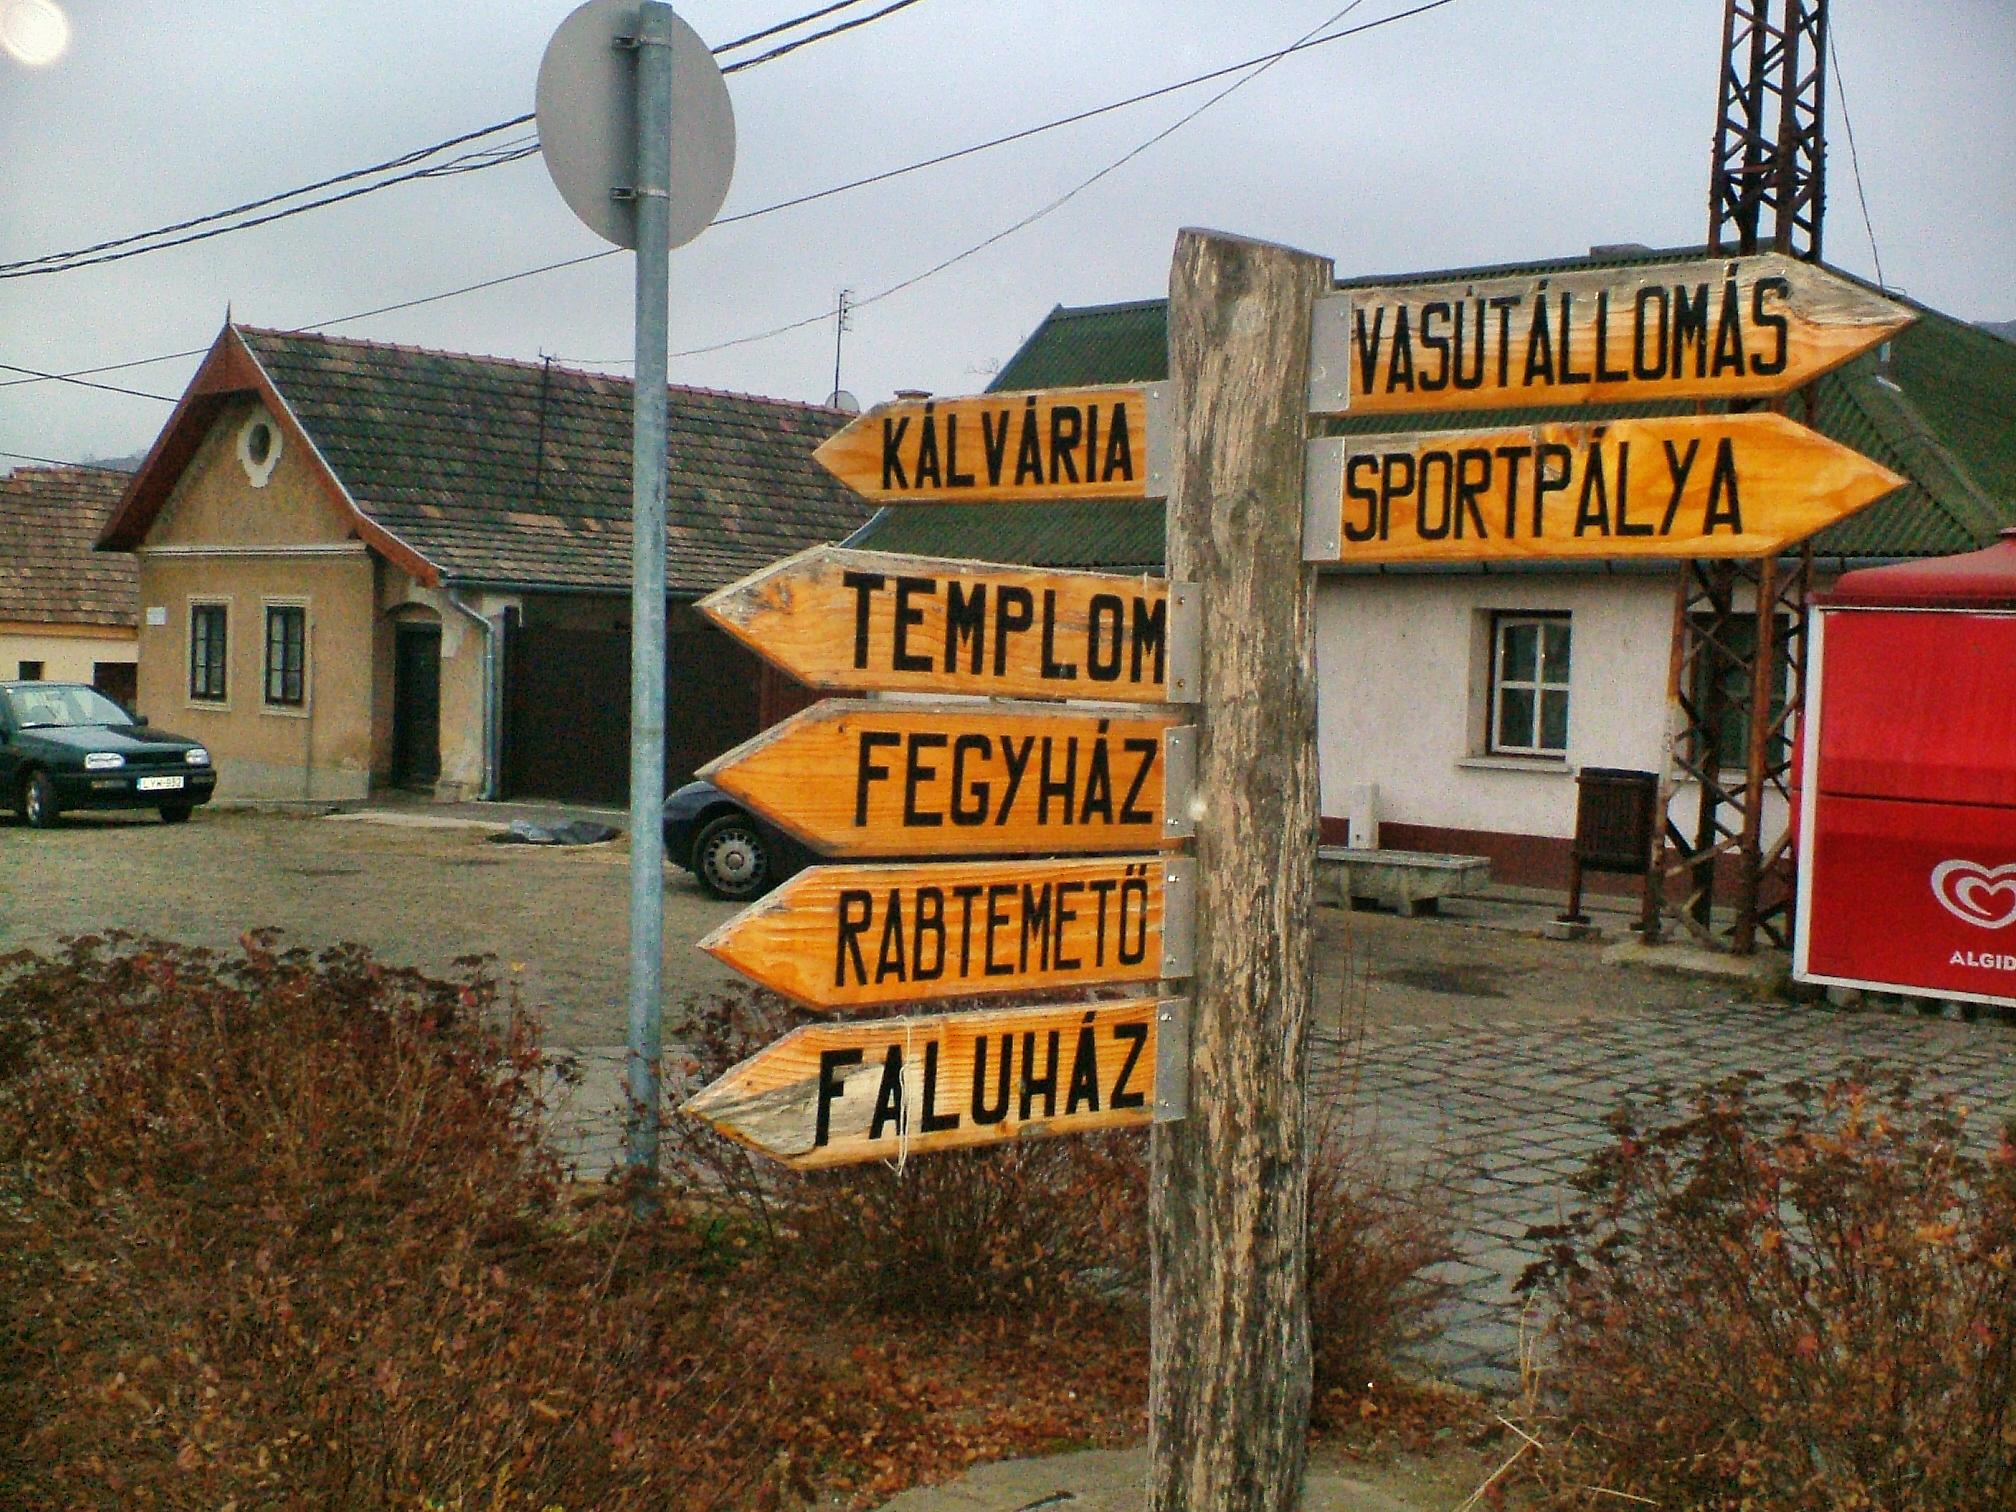 VASÚTÁLLOMÁS
KÁLVÁRIA
SPORTPÁLYA
TEMPLOM
FEGYHÁZ
RABTEMETŐ
FALUHÁZ
ALGID